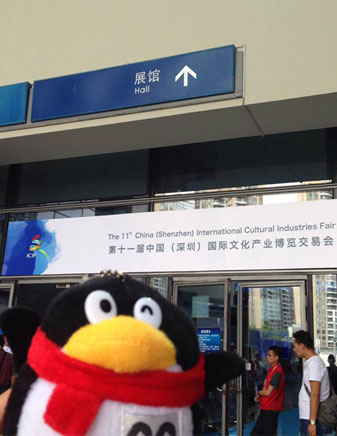 展馆
Hall
The 11th China (Shenzhen) International Cultural Industries Fair
第十一届中国（深圳）国际文化产业博览交易会